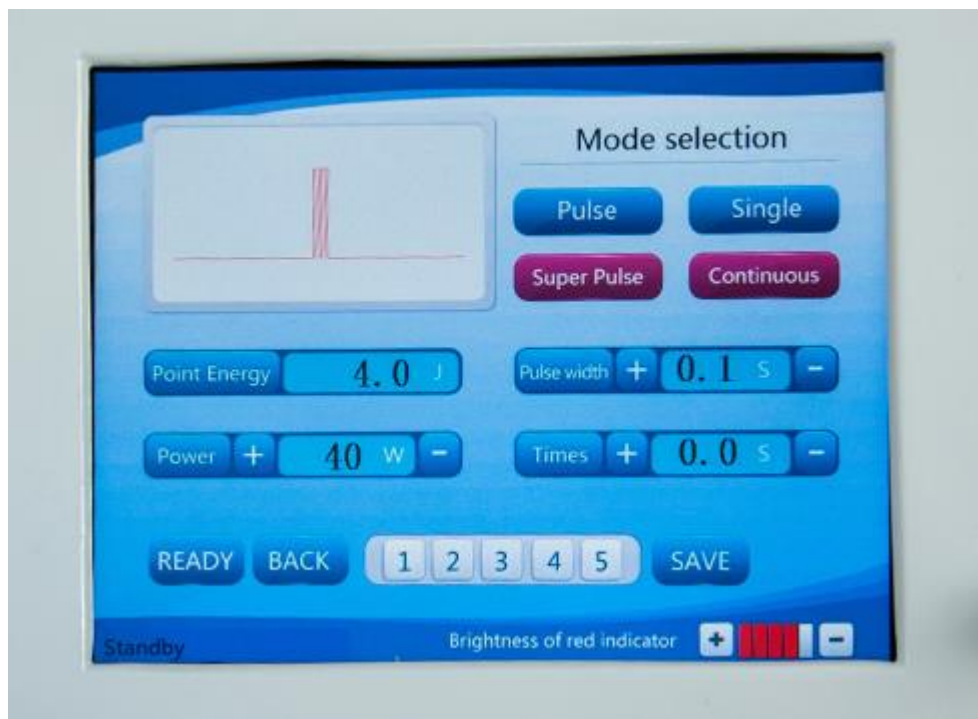 Mode selection
Pulse Single
Super Pulse Continuous
Point Energy 4.0 J Pulse width + 0.1 S -
Power + 40 W - Times + 0.0 S -
READY BACK 1 2 3 4 5 SAVE
Standby Brightness of red indicator + -